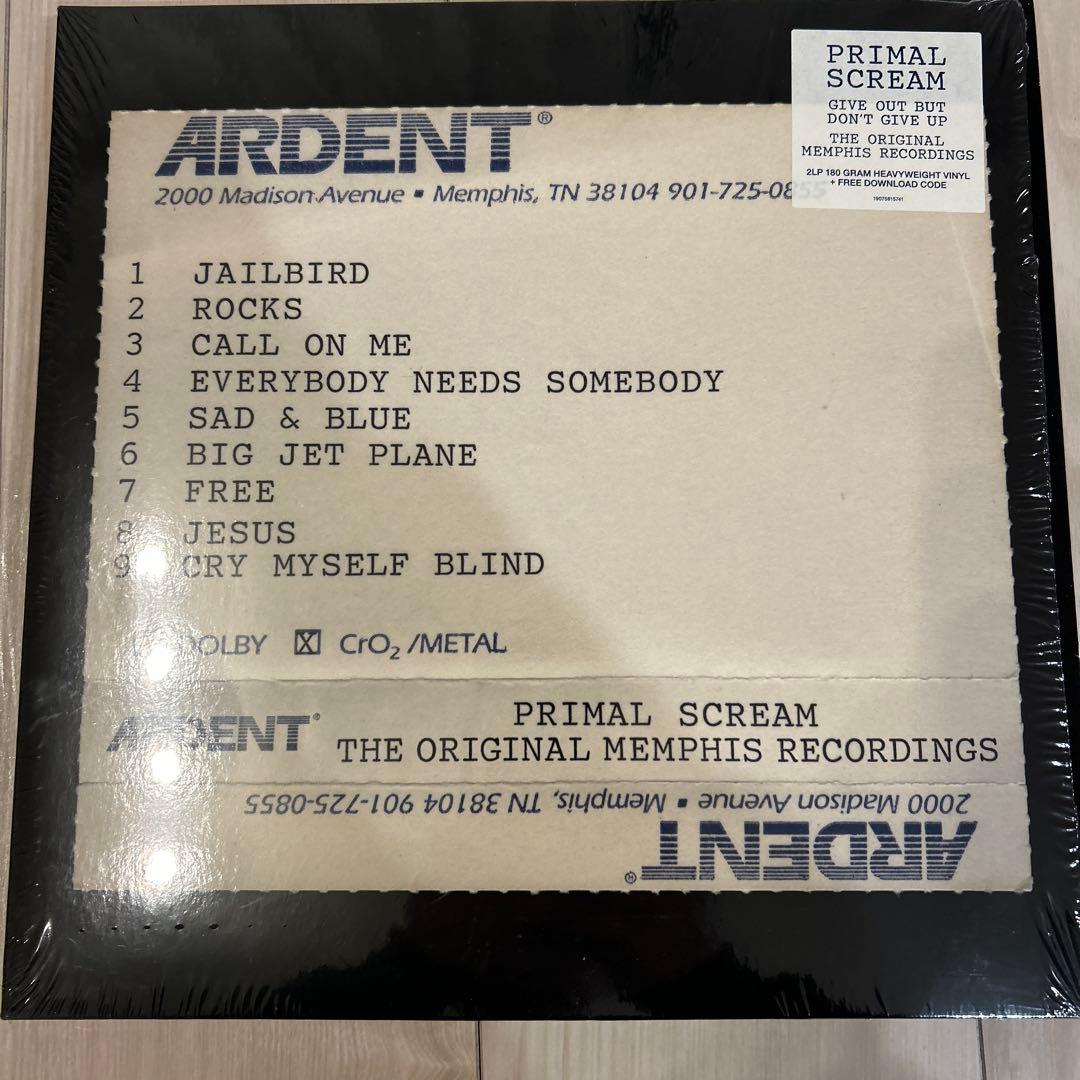 PRIMAL
SCREAM
GIVE OUT BUT
DON'T GIVE UP
THE ORIGINAL
MEMPHIS RECORDINGS
2LP 180 GRAM HEAVYWEIGHT VINYL
+ FREE DOWNLOAD CODE
19075815741
ARDENT®
2000 Madison Avenue ▪ Memphis, TN 38104 901-725-0855
1 JAILBIRD
2 ROCKS
3 CALL ON ME
4 EVERYBODY NEEDS SOMEBODY
5 SAD & BLUE
6 BIG JET PLANE
7 FREE
8 JESUS
9 CRY MYSELF BLIND
DOLBY ☒ CrO₂ /METAL
ARDENT®
PRIMAL SCREAM
THE ORIGINAL MEMPHIS RECORDINGS
2000 Madison Avenue ▪ Memphis, TN 38104 901-725-0855
ARDENT®